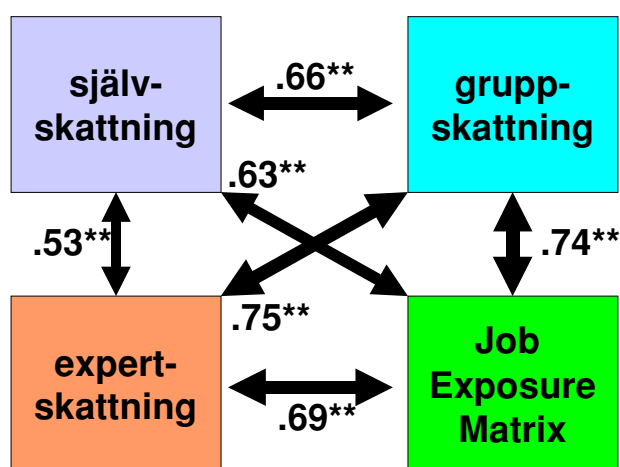 själv-
skattning
.66**
grupp-
skattning
.63**
.53**
.74**
.75**
expert-
skattning
.69**
Job
Exposure
Matrix